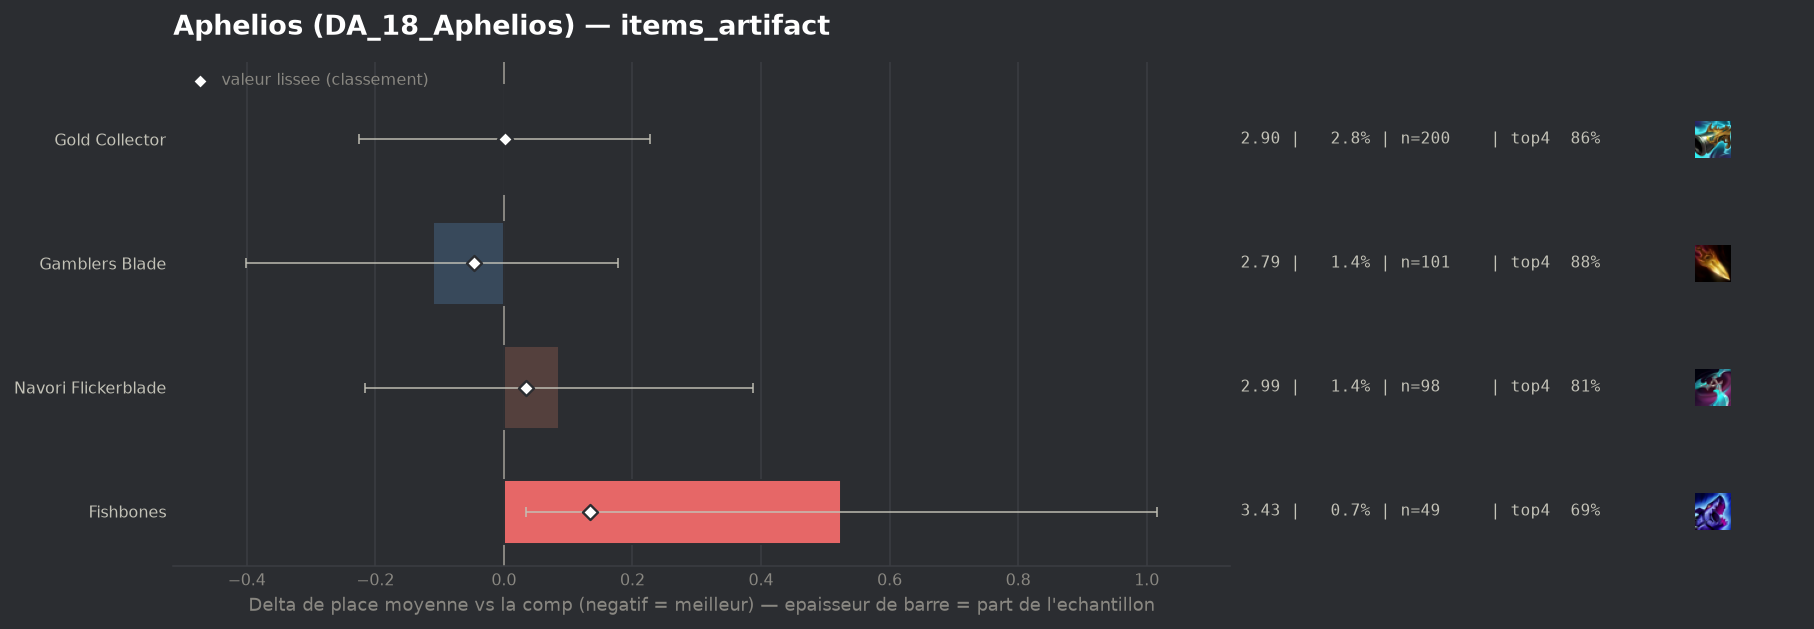 Aphelios (DA_18_Aphelios) — items_artifact
valeur lissee (classement)
Gold Collector 2.90 | 2.8% | n=200 | top4 86%
Gamblers Blade 2.79 | 1.4% | n=101 | top4 88%
Navori Flickerblade 2.99 | 1.4% | n=98 | top4 81%
Fishbones 3.43 | 0.7% | n=49 | top4 69%
−0.4 −0.2 0.0 0.2 0.4 0.6 0.8 1.0
Delta de place moyenne vs la comp (negatif = meilleur) — epaisseur de barre = part de l'echantillon